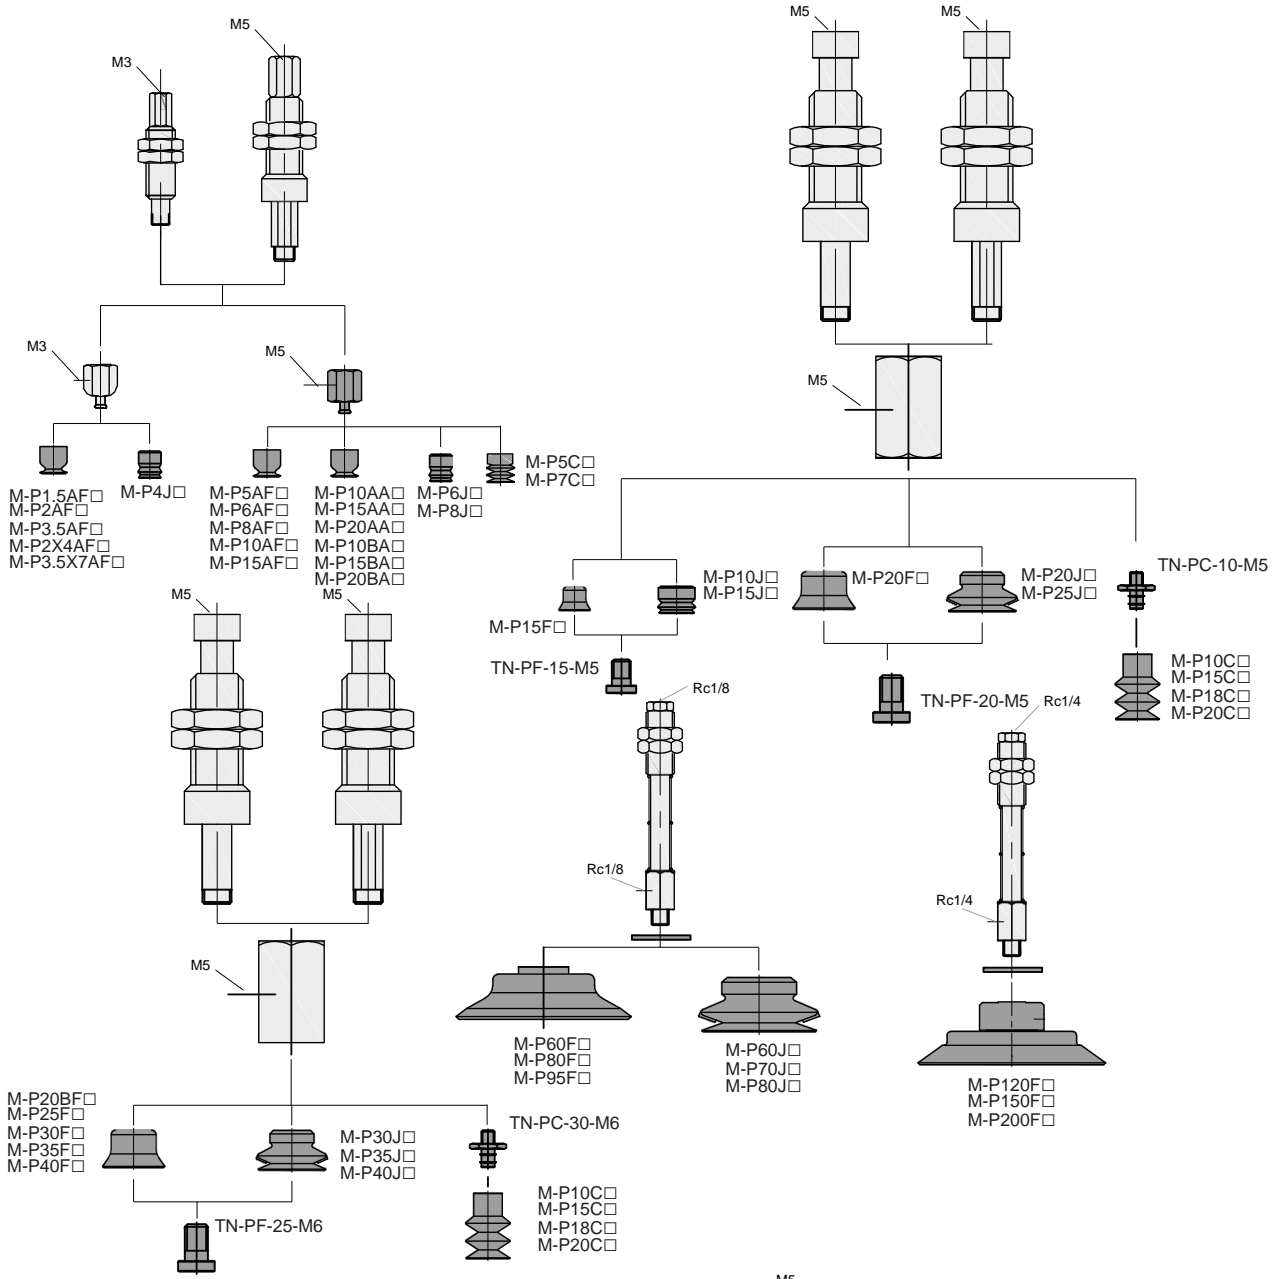 M5
M3
M3
M5
M-P1.5AF□
M-P2AF□
M-P3.5AF□
M-P2X4AF□
M-P3.5X7AF□
M-P4J□
M-P5AF□
M-P6AF□
M-P8AF□
M-P10AF□
M-P15AF□
M-P10AA□
M-P15AA□
M-P20AA□
M-P10BA□
M-P15BA□
M-P20BA□
M-P6J□
M-P8J□
M-P5C□
M-P7C□
M5
M5
M5
M-P15F□
M-P10J□
M-P15J□
TN-PF-15-M5
M-P20F□
M-P20J□
M-P25J□
TN-PF-20-M5
TN-PC-10-M5
M-P10C□
M-P15C□
M-P18C□
M-P20C□
M5
M5
M5
M-P20BF□
M-P25F□
M-P30F□
M-P35F□
M-P40F□
M-P30J□
M-P35J□
M-P40J□
TN-PF-25-M6
TN-PC-30-M6
M-P10C□
M-P15C□
M-P18C□
M-P20C□
Rc1/8
Rc1/8
M-P60F□
M-P80F□
M-P95F□
M-P60J□
M-P70J□
M-P80J□
Rc1/4
Rc1/4
M-P120F□
M-P150F□
M-P200F□
M5